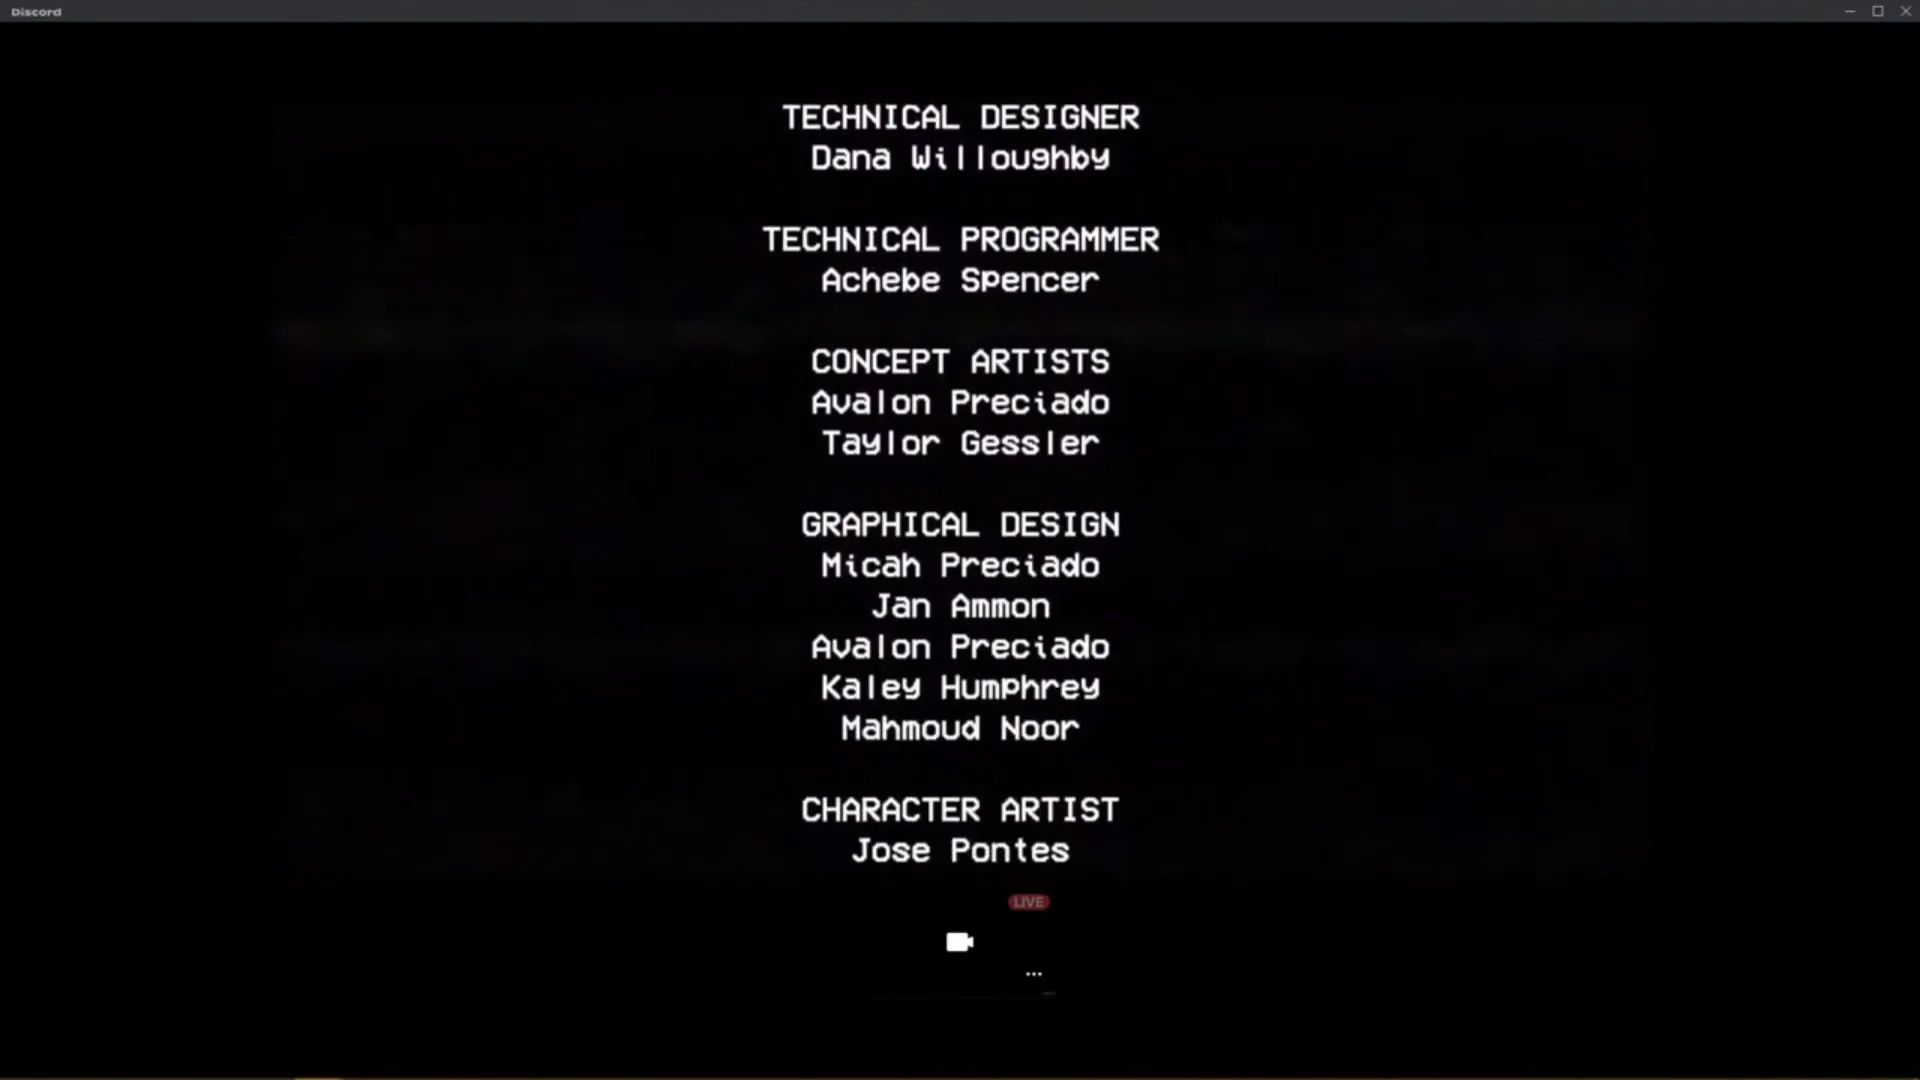 Discord
TECHNICAL DESIGNER
Dana Willoughby
TECHNICAL PROGRAMMER
Achebe Spencer
CONCEPT ARTISTS
Avalon Preciado
Taylor Gessler
GRAPHICAL DESIGN
Micah Preciado
Jan Ammon
Avalon Preciado
Kaley Humphrey
Mahmoud Noor
CHARACTER ARTIST
Jose Pontes
LIVE
...